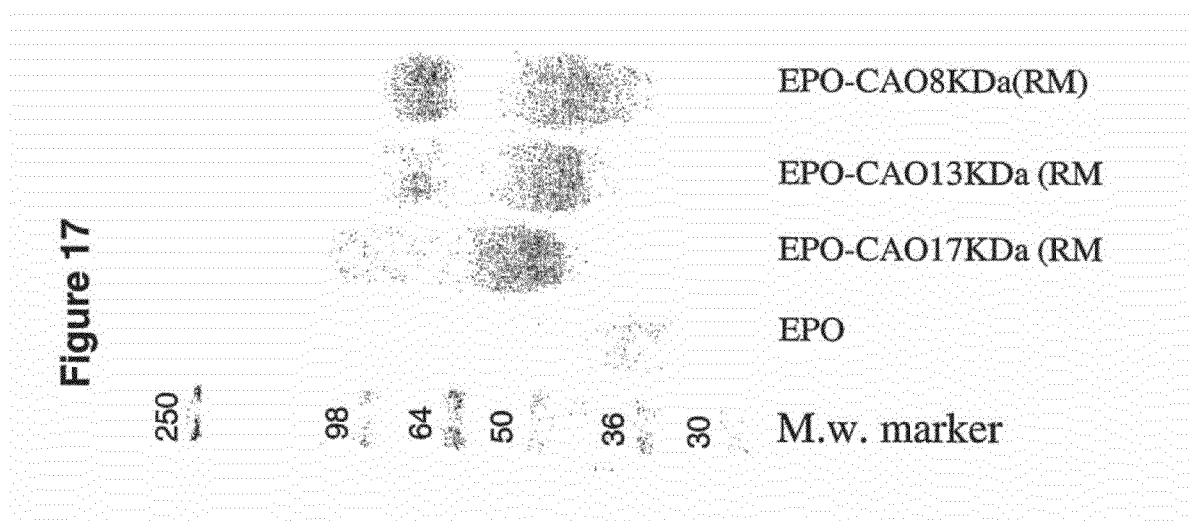 Figure 17
EPO-CAO8KDa(RM)
EPO-CAO13KDa (RM
EPO-CAO17KDa (RM
EPO
250 98 64 50 36 30 M.w. marker